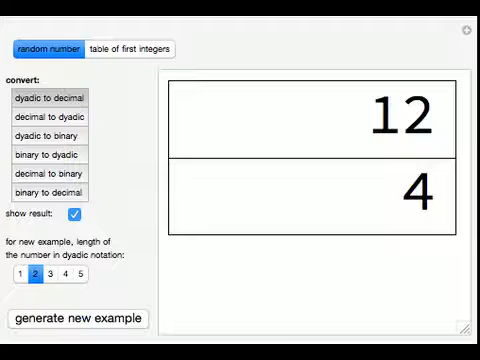 random number table of first integers
convert:
dyadic to decimal
decimal to dyadic
dyadic to binary
binary to dyadic
decimal to binary
binary to decimal
show result:
for new example, length of
the number in dyadic notation:
1 2 3 4 5
generate new example
12
4